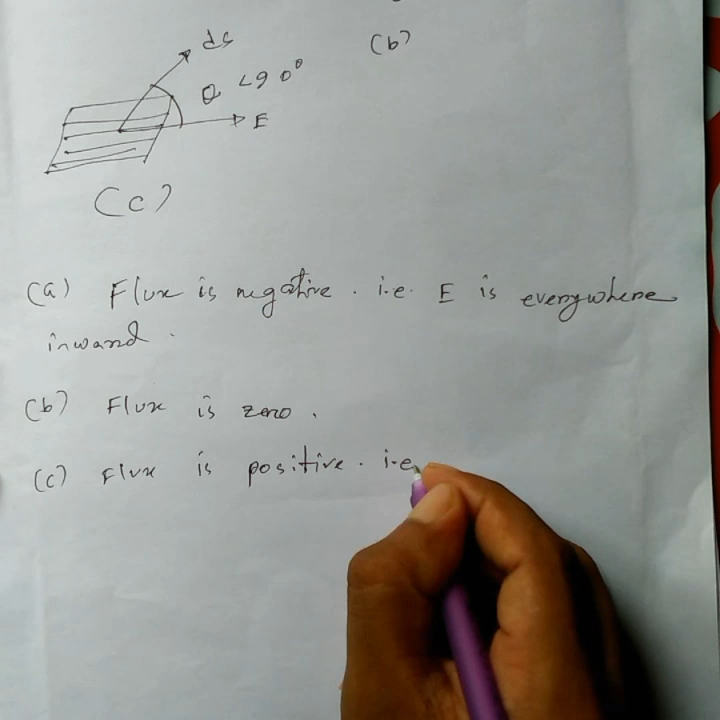 ds
(b)
θ <90°
E
(c)
(a) Flux is negative. i.e. E is everywhere
inward.
(b) Flux is zero.
(c) Flux is positive. i.e